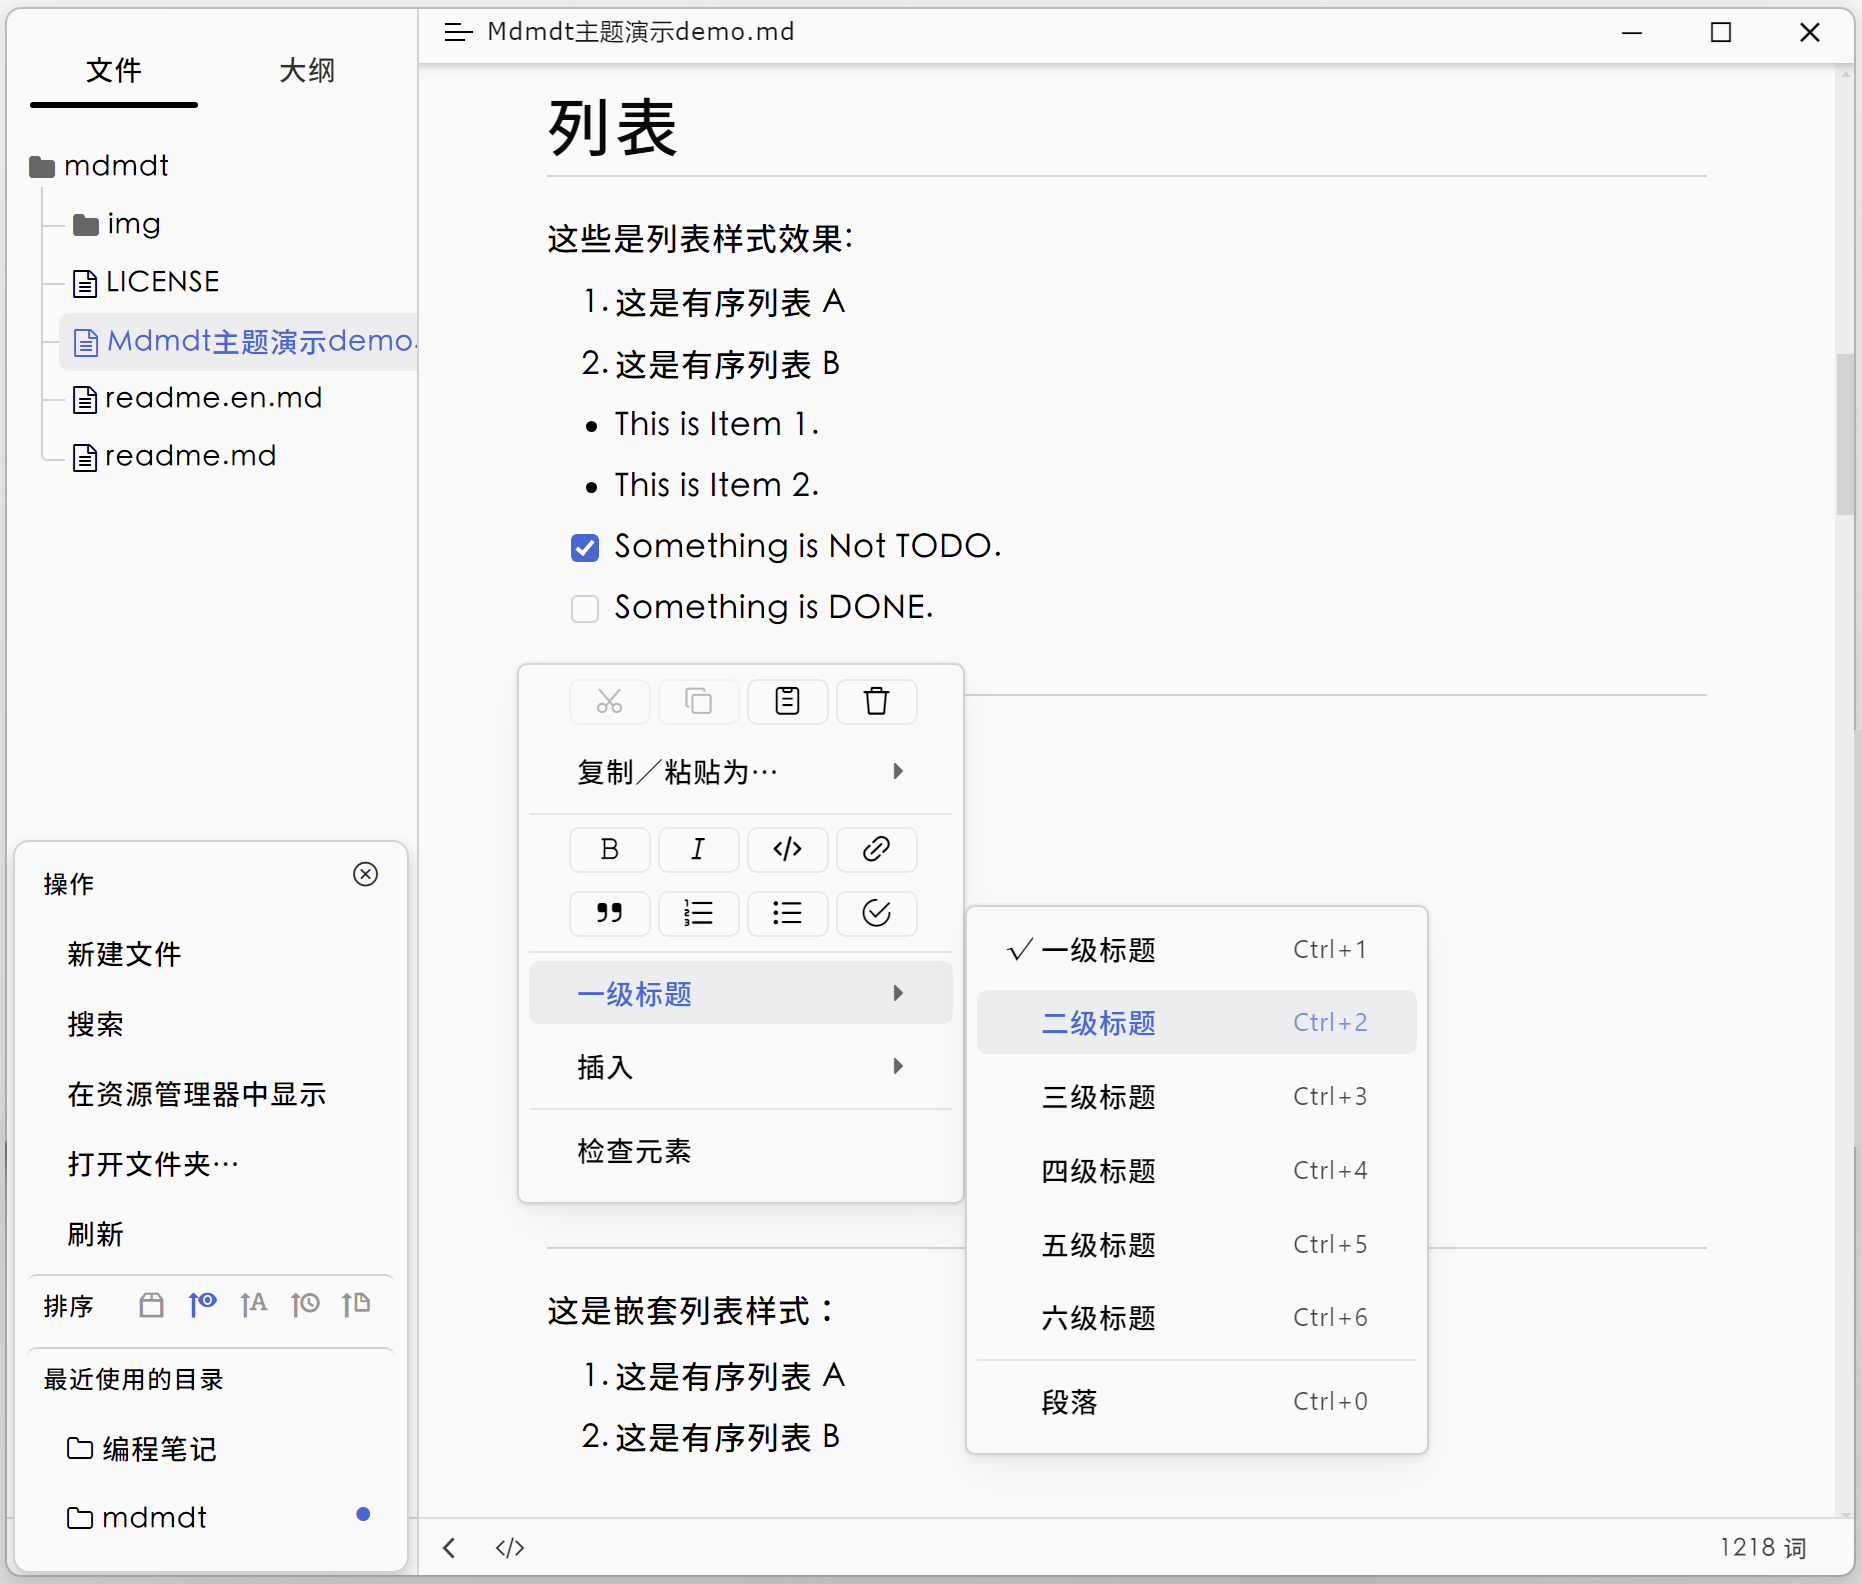 文件
大纲
mdmdt
img
LICENSE
Mdmdt主题演示demo.
readme.en.md
readme.md
操作
新建文件
搜索
在资源管理器中显示
打开文件夹…
刷新
排序
最近使用的目录
编程笔记
mdmdt
Mdmdt主题演示demo.md
列表
这些是列表样式效果:
1. 这是有序列表 A
2. 这是有序列表 B
• This is Item 1.
• This is Item 2.
Something is Not TODO.
Something is DONE.
复制／粘贴为…
B I </>
一级标题
插入
检查元素
✓ 一级标题 Ctrl+1
二级标题 Ctrl+2
三级标题 Ctrl+3
四级标题 Ctrl+4
五级标题 Ctrl+5
六级标题 Ctrl+6
段落 Ctrl+0
这是嵌套列表样式：
1. 这是有序列表 A
2. 这是有序列表 B
</>
1218 词